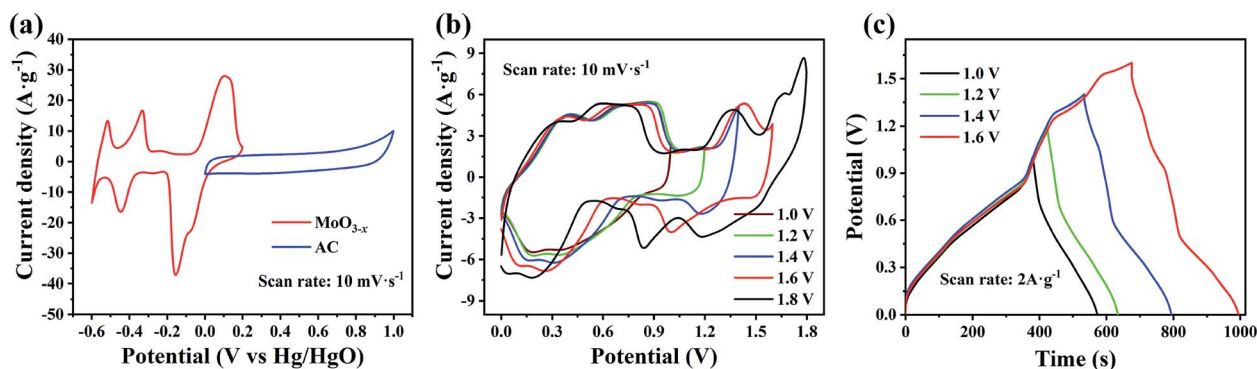 (a)
Current density (A·g⁻¹)
40
30
20
10
0
-10
-20
-30
-40
-50
MoO₃₋ₓ
AC
Scan rate: 10 mV·s⁻¹
-0.6 -0.4 -0.2 0.0 0.2 0.4 0.6 0.8 1.0
Potential (V vs Hg/HgO)
(b)
Current density (A·g⁻¹)
9
6
3
0
-3
-6
-9
Scan rate: 10 mV·s⁻¹
1.0 V
1.2 V
1.4 V
1.6 V
1.8 V
0.0 0.3 0.6 0.9 1.2 1.5 1.8
Potential (V)
(c)
Potential (V)
1.5
1.2
0.9
0.6
0.3
0.0
1.0 V
1.2 V
1.4 V
1.6 V
Scan rate: 2A·g⁻¹
0 200 400 600 800 1000
Time (s)